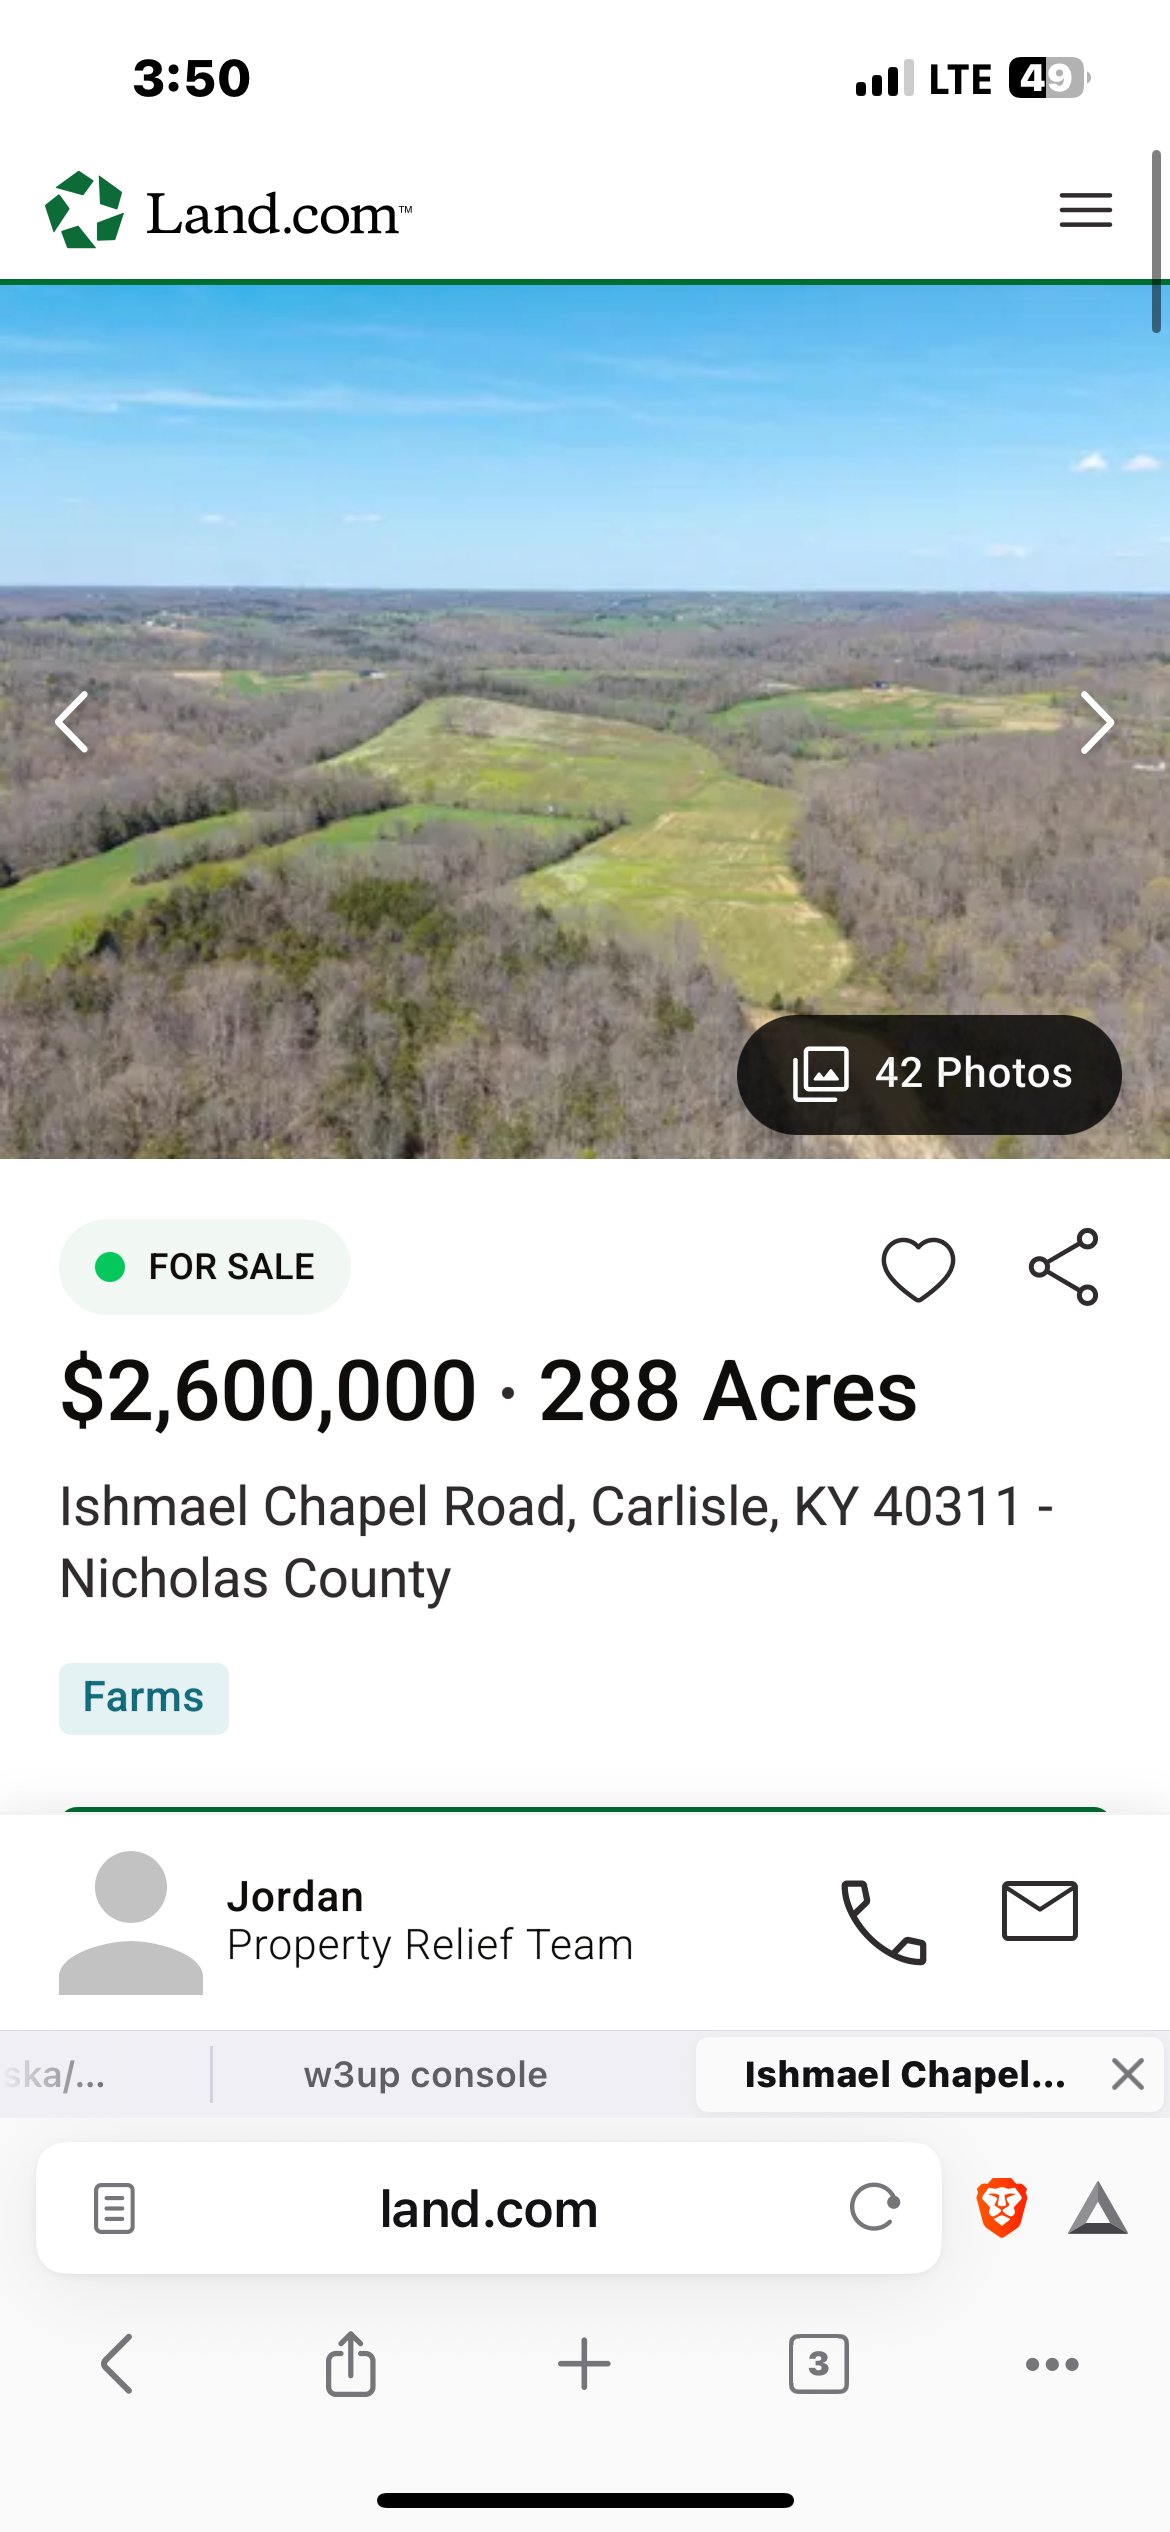 3:50
LTE 49
Land.com™
42 Photos
FOR SALE
$2,600,000 · 288 Acres
Ishmael Chapel Road, Carlisle, KY 40311 -
Nicholas County
Farms
Jordan
Property Relief Team
ska/... w3up console Ishmael Chapel...
land.com
3